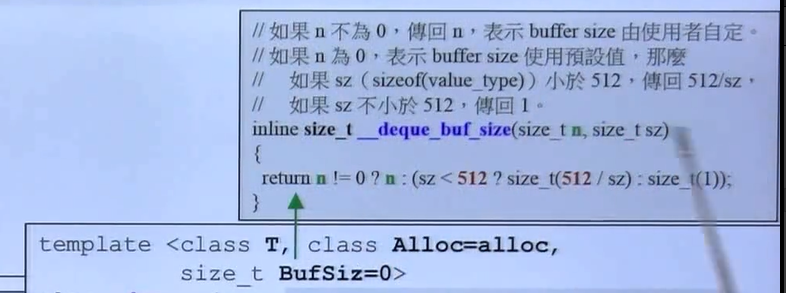 // 如果 n 不為 0，傳回 n，表示 buffer size 由使用者自定。
// 如果 n 為 0，表示 buffer size 使用預設值，那麼
//    如果 sz（sizeof(value_type)）小於 512，傳回 512/sz，
//    如果 sz 不小於 512，傳回 1。
inline size_t __deque_buf_size(size_t n, size_t sz)
{
  return n != 0 ? n : (sz < 512 ? size_t(512 / sz) : size_t(1));
}
template <class T, class Alloc=alloc,
          size_t BufSiz=0>